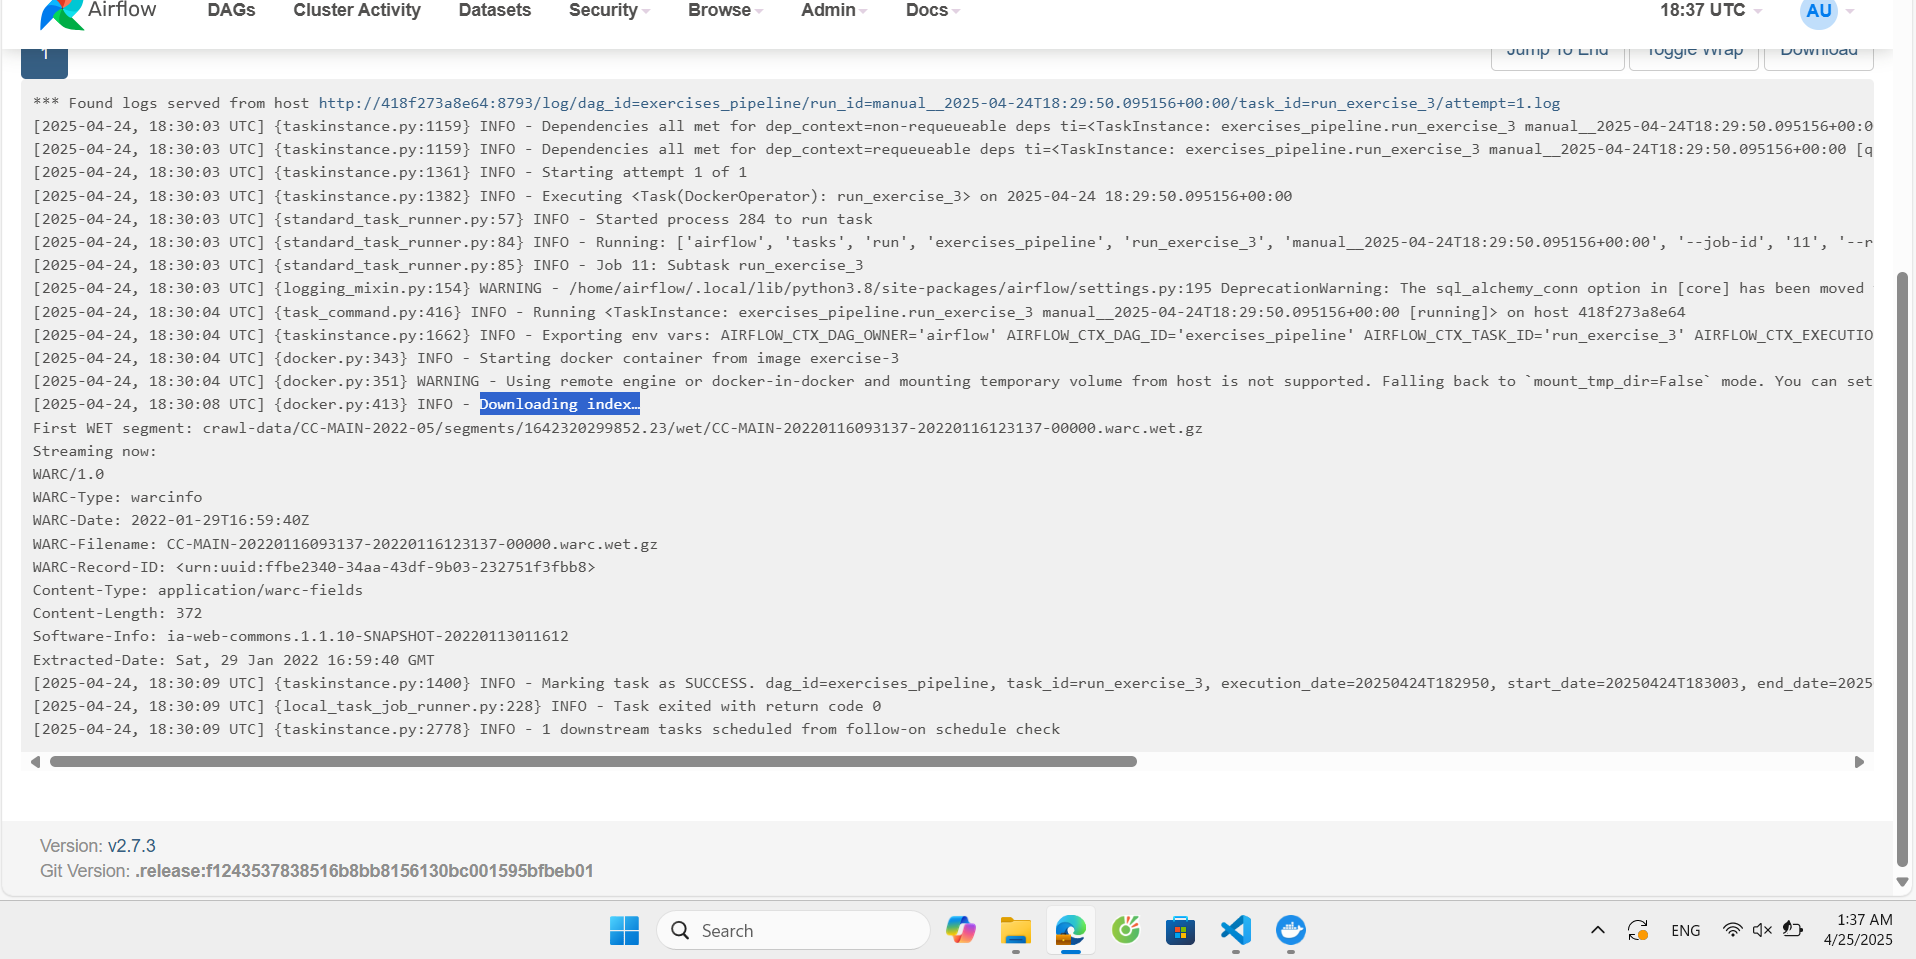 Airflow DAGs Cluster Activity Datasets Security Browse Admin Docs 18:37 UTC AU
1 Jump To End Toggle Wrap Download
*** Found logs served from host http://418f273a8e64:8793/log/dag_id=exercises_pipeline/run_id=manual__2025-04-24T18:29:50.095156+00:00/task_id=run_exercise_3/attempt=1.log
[2025-04-24, 18:30:03 UTC] {taskinstance.py:1159} INFO - Dependencies all met for dep_context=non-requeueable deps ti=<TaskInstance: exercises_pipeline.run_exercise_3 manual__2025-04-24T18:29:50.095156+00:0
[2025-04-24, 18:30:03 UTC] {taskinstance.py:1159} INFO - Dependencies all met for dep_context=requeueable deps ti=<TaskInstance: exercises_pipeline.run_exercise_3 manual__2025-04-24T18:29:50.095156+00:00 [q
[2025-04-24, 18:30:03 UTC] {taskinstance.py:1361} INFO - Starting attempt 1 of 1
[2025-04-24, 18:30:03 UTC] {taskinstance.py:1382} INFO - Executing <Task(DockerOperator): run_exercise_3> on 2025-04-24 18:29:50.095156+00:00
[2025-04-24, 18:30:03 UTC] {standard_task_runner.py:57} INFO - Started process 284 to run task
[2025-04-24, 18:30:03 UTC] {standard_task_runner.py:84} INFO - Running: ['airflow', 'tasks', 'run', 'exercises_pipeline', 'run_exercise_3', 'manual__2025-04-24T18:29:50.095156+00:00', '--job-id', '11', '--r
[2025-04-24, 18:30:03 UTC] {standard_task_runner.py:85} INFO - Job 11: Subtask run_exercise_3
[2025-04-24, 18:30:03 UTC] {logging_mixin.py:154} WARNING - /home/airflow/.local/lib/python3.8/site-packages/airflow/settings.py:195 DeprecationWarning: The sql_alchemy_conn option in [core] has been moved
[2025-04-24, 18:30:04 UTC] {task_command.py:416} INFO - Running <TaskInstance: exercises_pipeline.run_exercise_3 manual__2025-04-24T18:29:50.095156+00:00 [running]> on host 418f273a8e64
[2025-04-24, 18:30:04 UTC] {taskinstance.py:1662} INFO - Exporting env vars: AIRFLOW_CTX_DAG_OWNER='airflow' AIRFLOW_CTX_DAG_ID='exercises_pipeline' AIRFLOW_CTX_TASK_ID='run_exercise_3' AIRFLOW_CTX_EXECUTIO
[2025-04-24, 18:30:04 UTC] {docker.py:343} INFO - Starting docker container from image exercise-3
[2025-04-24, 18:30:04 UTC] {docker.py:351} WARNING - Using remote engine or docker-in-docker and mounting temporary volume from host is not supported. Falling back to `mount_tmp_dir=False` mode. You can set
[2025-04-24, 18:30:08 UTC] {docker.py:413} INFO - Downloading index…
First WET segment: crawl-data/CC-MAIN-2022-05/segments/1642320299852.23/wet/CC-MAIN-20220116093137-20220116123137-00000.warc.wet.gz
Streaming now:
WARC/1.0
WARC-Type: warcinfo
WARC-Date: 2022-01-29T16:59:40Z
WARC-Filename: CC-MAIN-20220116093137-20220116123137-00000.warc.wet.gz
WARC-Record-ID: <urn:uuid:ffbe2340-34aa-43df-9b03-232751f3fbb8>
Content-Type: application/warc-fields
Content-Length: 372
Software-Info: ia-web-commons.1.1.10-SNAPSHOT-20220113011612
Extracted-Date: Sat, 29 Jan 2022 16:59:40 GMT
[2025-04-24, 18:30:09 UTC] {taskinstance.py:1400} INFO - Marking task as SUCCESS. dag_id=exercises_pipeline, task_id=run_exercise_3, execution_date=20250424T182950, start_date=20250424T183003, end_date=2025
[2025-04-24, 18:30:09 UTC] {local_task_job_runner.py:228} INFO - Task exited with return code 0
[2025-04-24, 18:30:09 UTC] {taskinstance.py:2778} INFO - 1 downstream tasks scheduled from follow-on schedule check
Version: v2.7.3
Git Version: .release:f1243537838516b8bb8156130bc001595bfbeb01
Search ENG 1:37 AM
4/25/2025